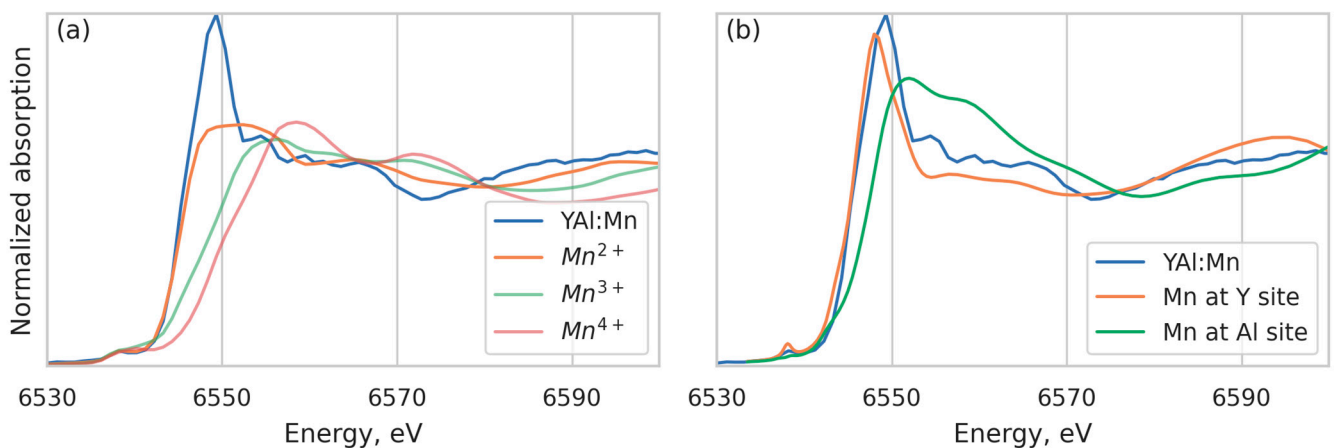 (a)
Normalized absorption
YAl:Mn
Mn²⁺
Mn³⁺
Mn⁴⁺
6530 6550 6570 6590
Energy, eV
(b)
YAl:Mn
Mn at Y site
Mn at Al site
6530 6550 6570 6590
Energy, eV